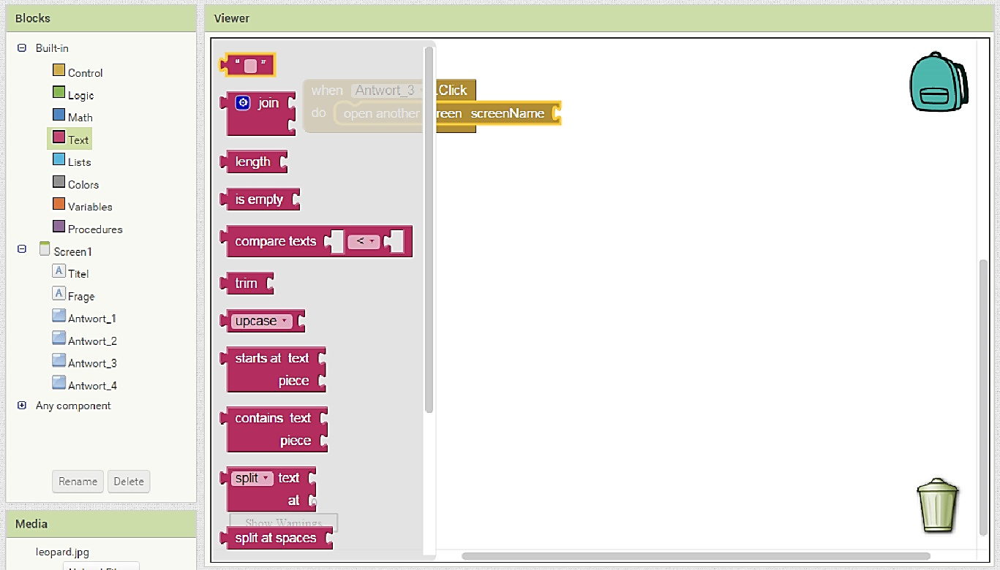 Blocks
Viewer
Built-in
Control
Logic
Math
Text
Lists
Colors
Variables
Procedures
Screen1
Titel
Frage
Antwort_1
Antwort_2
Antwort_3
Antwort_4
Any component
Rename
Delete
Media
leopard.jpg
“ ”
join
length
is empty
compare texts <
trim
upcase
starts at text
piece
contains text
piece
split text
at
Show Warnings
split at spaces
when Antwort_3 .Click
do open another reen screenName